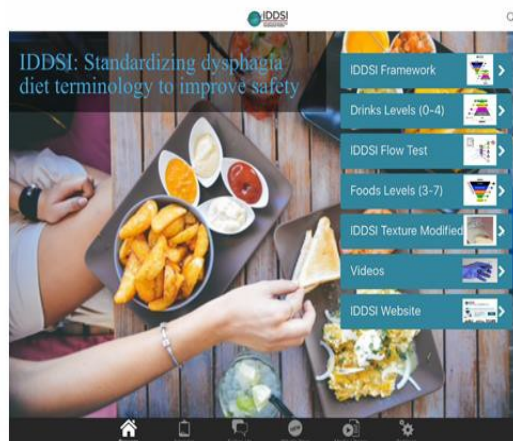 IDDSI
IDDSI: Standardizing dysphagia
diet terminology to improve safety
IDDSI Framework
Drinks Levels (0-4)
IDDSI Flow Test
Foods Levels (3-7)
IDDSI Texture Modified
Videos
IDDSI Website